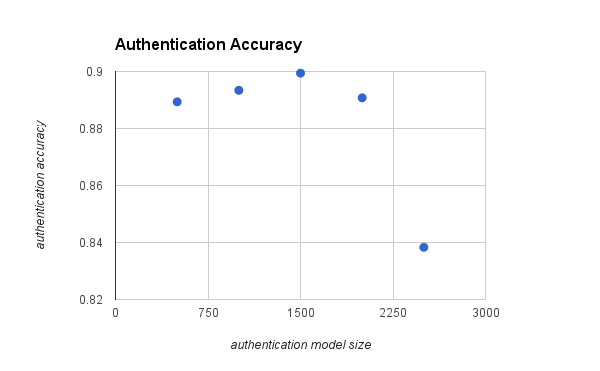 Authentication Accuracy
0.9
0.88
0.86
0.84
0.82
authentication accuracy
0 750 1500 2250 3000
authentication model size